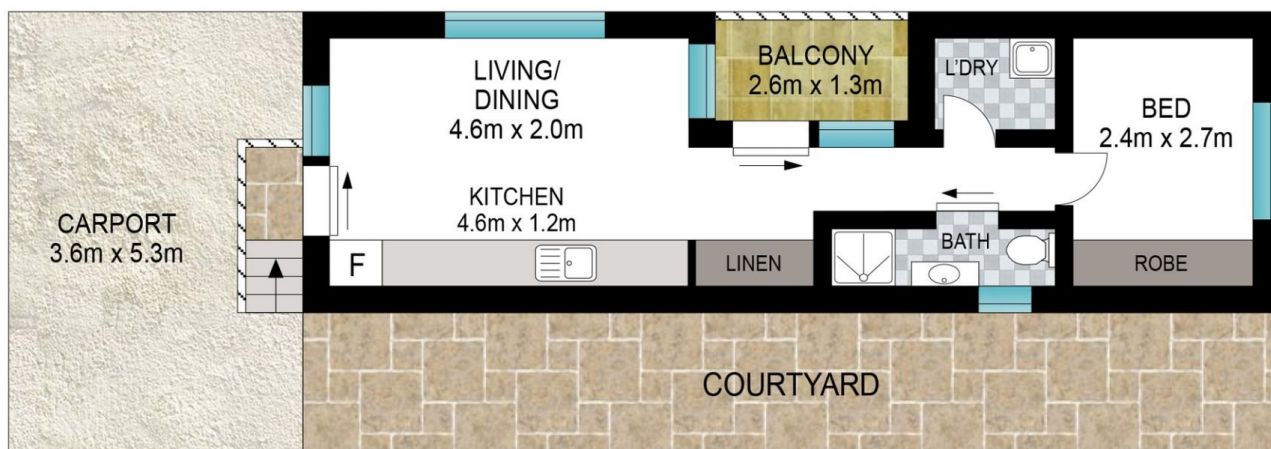 LIVING/
DINING
4.6m x 2.0m
BALCONY
2.6m x 1.3m
L'DRY
BED
2.4m x 2.7m
CARPORT
3.6m x 5.3m
KITCHEN
4.6m x 1.2m
F
LINEN
BATH
ROBE
COURTYARD